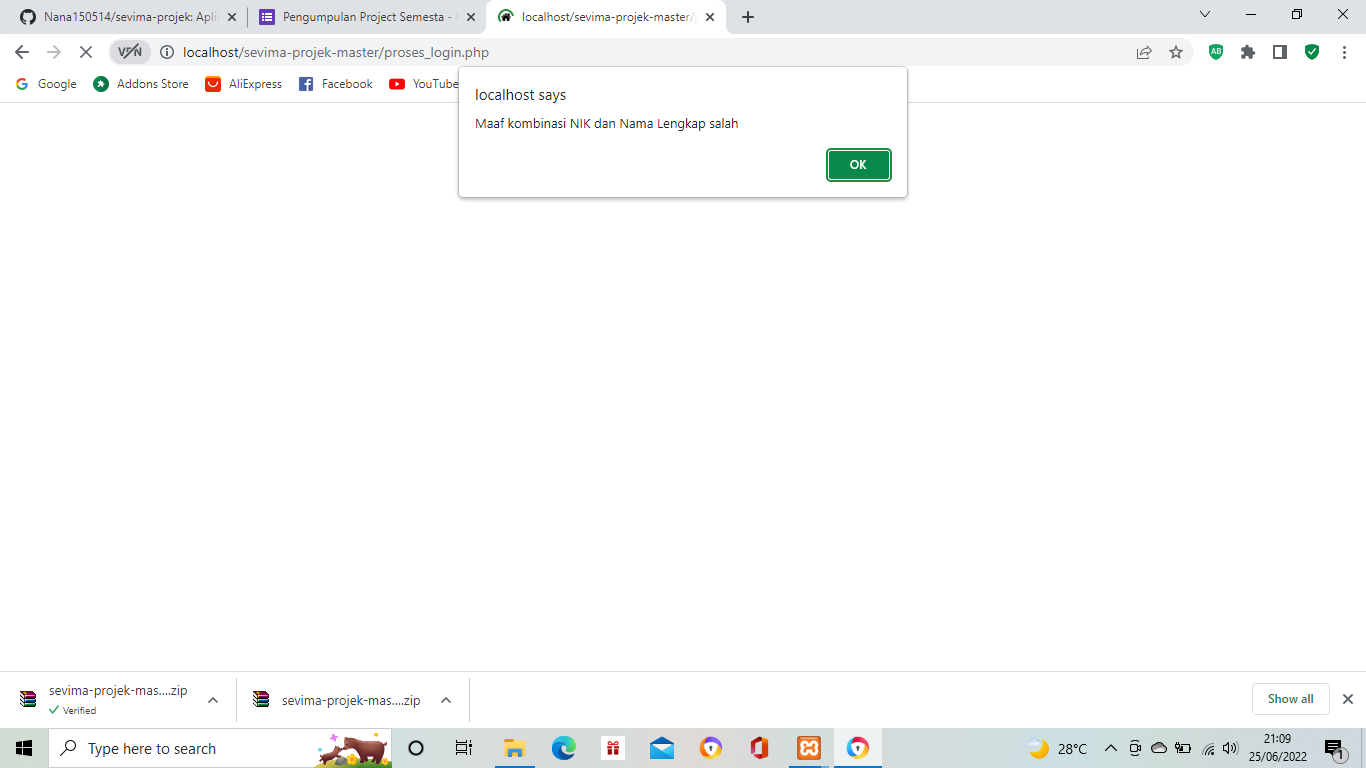 Nana150514/sevima-projek: Apli
Pengumpulan Project Semesta -
localhost/sevima-projek-master/
VPN
localhost/sevima-projek-master/proses_login.php
AB
Google
Addons Store
AliExpress
Facebook
YouTube
localhost says
Maaf kombinasi NIK dan Nama Lengkap salah
OK
sevima-projek-mas....zip
Verified
sevima-projek-mas....zip
Show all
Type here to search
28°C
21:09
25/06/2022
1